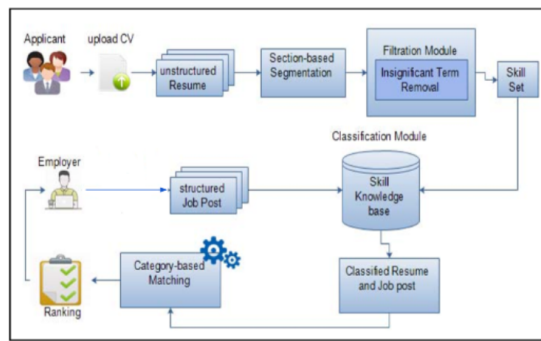 Applicant
upload CV
unstructured
Resume
Section-based
Segmentation
Filtration Module
Insignificant Term
Removal
Skill
Set
Classification Module
Employer
structured
Job Post
Skill
Knowledge
base
Category-based
Matching
Classified Resume
and Job post
Ranking